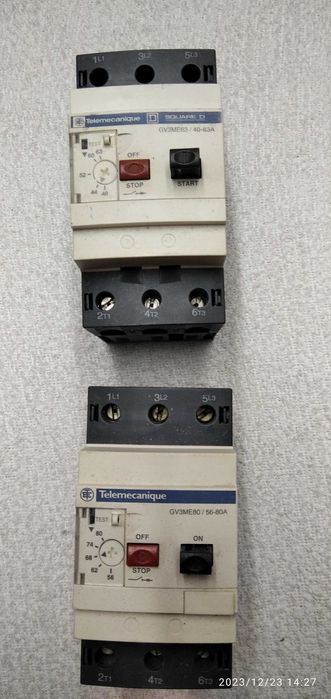 1L1 3L2 5L3
Telemecanique D SQUARE D
GV3ME63 / 40-63A
TEST
OFF
60 63
52
44 40
STOP
START
2T1 4T2 6T3
1L1 3L2 5L3
Telemecanique
GV3ME80 / 56-80A
TEST
OFF ON
80
74
68
62
56
STOP
2T1 4T2 6T3
2023/12/23 14:27